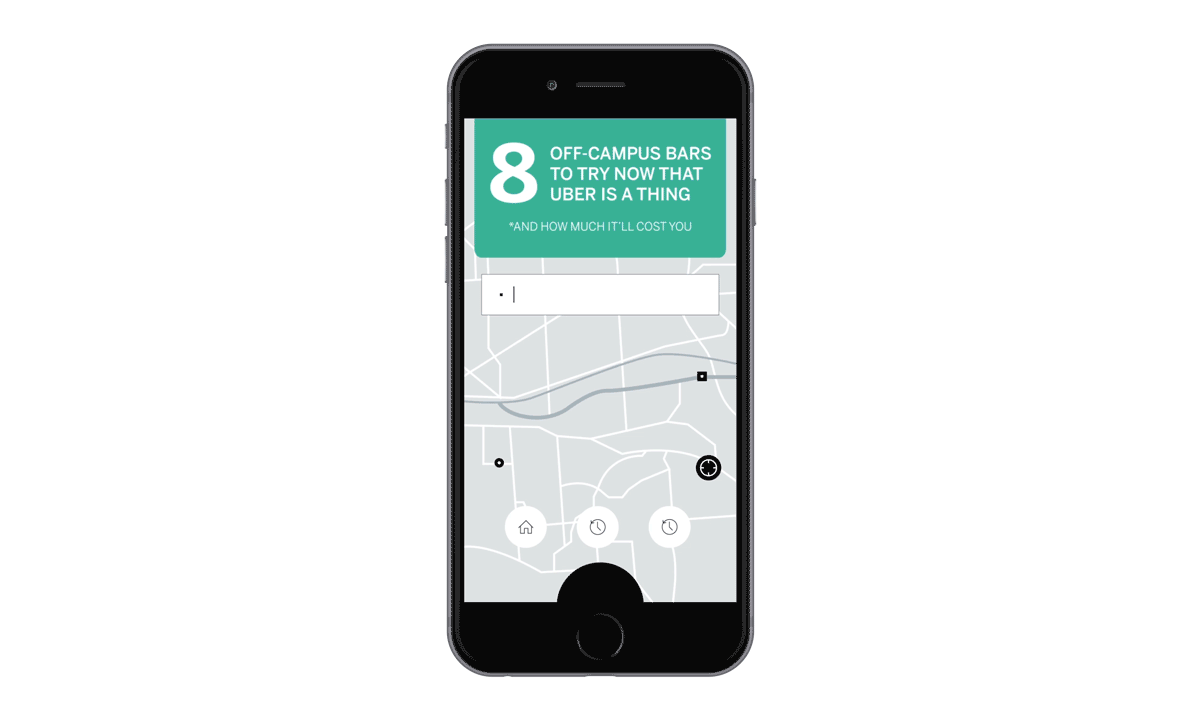 8
OFF-CAMPUS BARS
TO TRY NOW THAT
UBER IS A THING
*AND HOW MUCH IT'LL COST YOU